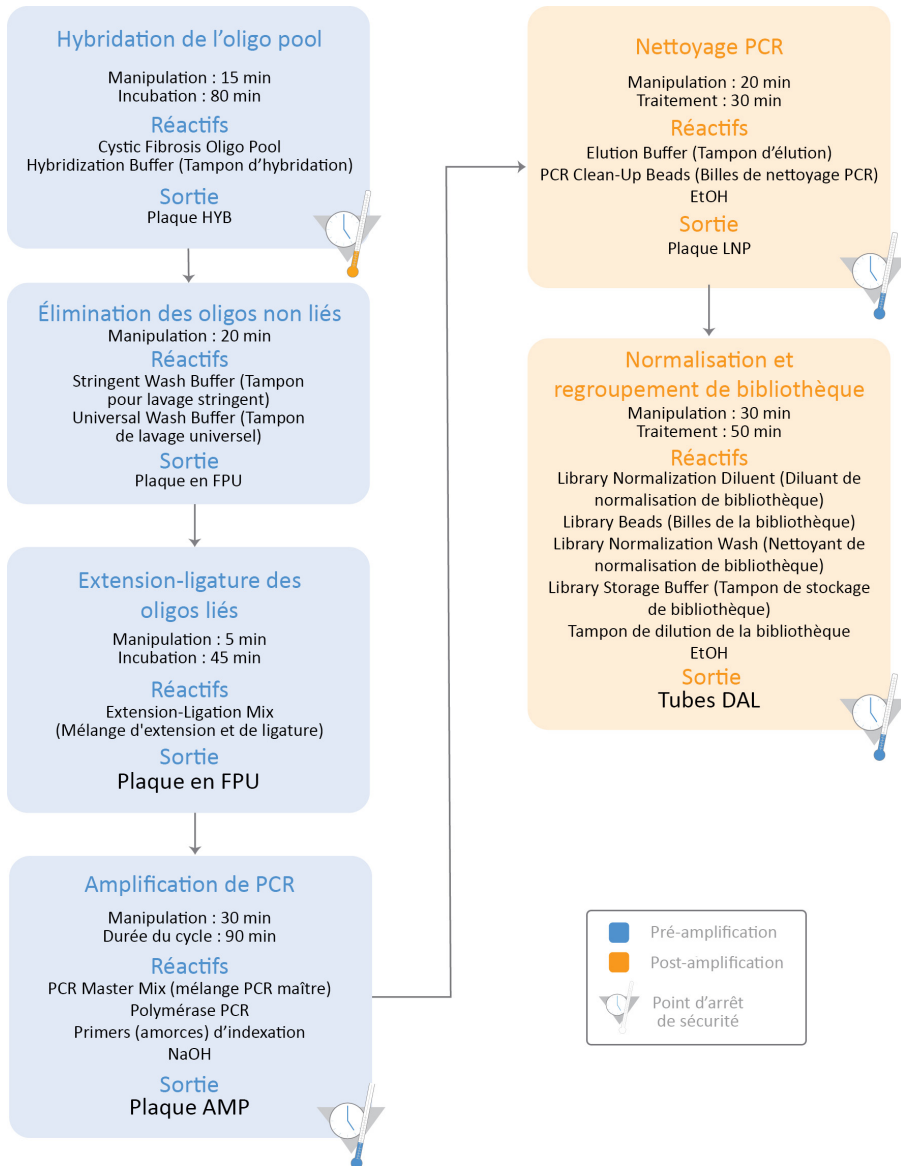 Hybridation de l'oligo pool
Manipulation : 15 min
Incubation : 80 min
Réactifs
Cystic Fibrosis Oligo Pool
Hybridization Buffer (Tampon d'hybridation)
Sortie
Plaque HYB
Élimination des oligos non liés
Manipulation : 20 min
Réactifs
Stringent Wash Buffer (Tampon
pour lavage stringent)
Universal Wash Buffer (Tampon
de lavage universel)
Sortie
Plaque en FPU
Extension-ligature des
oligos liés
Manipulation : 5 min
Incubation : 45 min
Réactifs
Extension-Ligation Mix
(Mélange d'extension et de ligature)
Sortie
Plaque en FPU
Amplification de PCR
Manipulation : 30 min
Durée du cycle : 90 min
Réactifs
PCR Master Mix (mélange PCR maître)
Polymérase PCR
Primers (amorces) d'indexation
NaOH
Sortie
Plaque AMP
Nettoyage PCR
Manipulation : 20 min
Traitement : 30 min
Réactifs
Elution Buffer (Tampon d'élution)
PCR Clean-Up Beads (Billes de nettoyage PCR)
EtOH
Sortie
Plaque LNP
Normalisation et
regroupement de bibliothèque
Manipulation : 30 min
Traitement : 50 min
Réactifs
Library Normalization Diluent (Diluant de
normalisation de bibliothèque)
Library Beads (Billes de la bibliothèque)
Library Normalization Wash (Nettoyant de
normalisation de bibliothèque)
Library Storage Buffer (Tampon de stockage
de bibliothèque)
Tampon de dilution de la bibliothèque
EtOH
Sortie
Tubes DAL
Pré-amplification
Post-amplification
Point d'arrêt
de sécurité